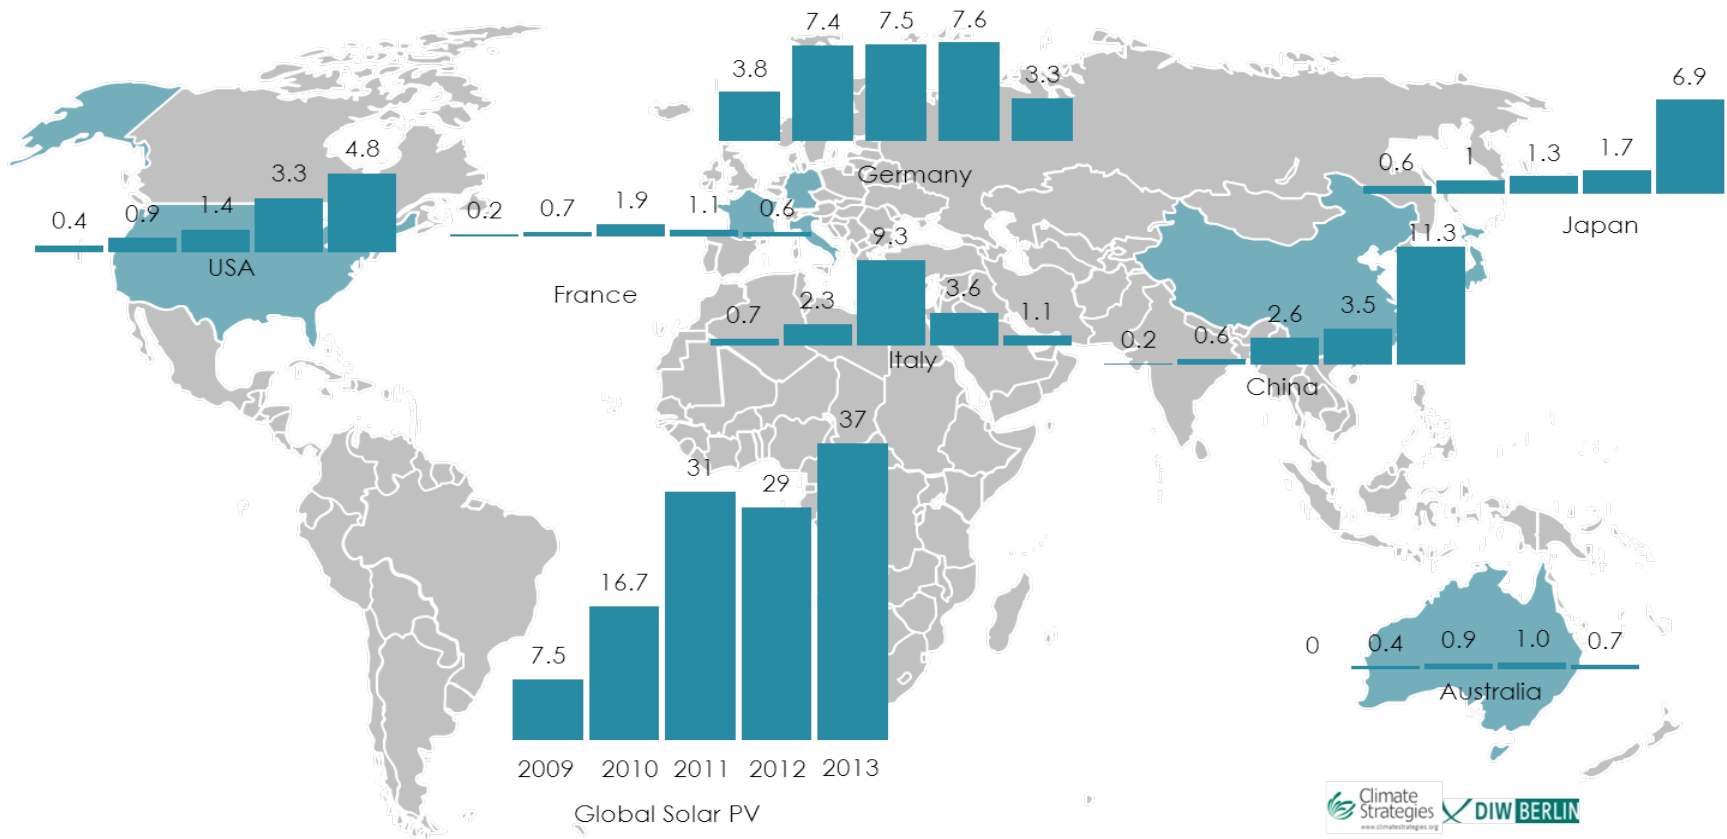 7.4 7.5 7.6
3.8 3.3
Germany
6.9
0.6 1 1.3 1.7
Japan
0.4 0.9 1.4 3.3 4.8
USA
0.2 0.7 1.9 1.1 0.6
France
0.7 2.3 9.3 3.6 1.1
Italy
0.2 0.6 2.6 3.5 11.3
China
7.5 16.7 31 29 37
2009 2010 2011 2012 2013
Global Solar PV
0 0.4 0.9 1.0 0.7
Australia
Climate
Strategies
www.climatestrategies.org
DIW BERLIN